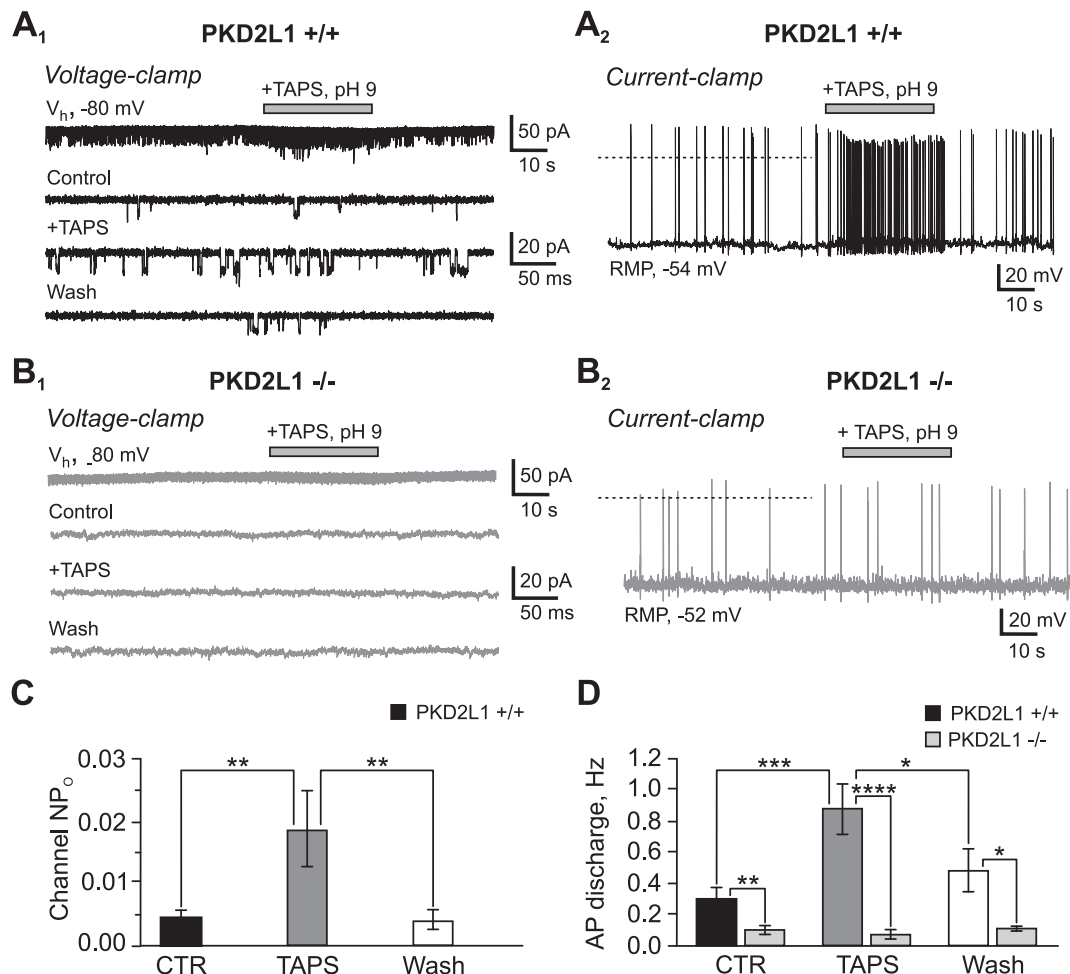 A1
PKD2L1 +/+
Voltage-clamp
+TAPS, pH 9
Vh, -80 mV
50 pA
10 s
Control
+TAPS
20 pA
50 ms
Wash
A2
PKD2L1 +/+
Current-clamp
+TAPS, pH 9
RMP, -54 mV
20 mV
10 s
B1
PKD2L1 -/-
Voltage-clamp
+TAPS, pH 9
Vh, -80 mV
50 pA
10 s
Control
+TAPS
20 pA
50 ms
Wash
B2
PKD2L1 -/-
Current-clamp
+ TAPS, pH 9
RMP, -52 mV
20 mV
10 s
C
PKD2L1 +/+
Channel NPo
0.03
0.02
0.01
0.00
**
**
CTR
TAPS
Wash
D
PKD2L1 +/+
PKD2L1 -/-
AP discharge, Hz
1.2
1.0
0.8
0.6
0.4
0.2
0.0
***
*
****
**
*
CTR
TAPS
Wash